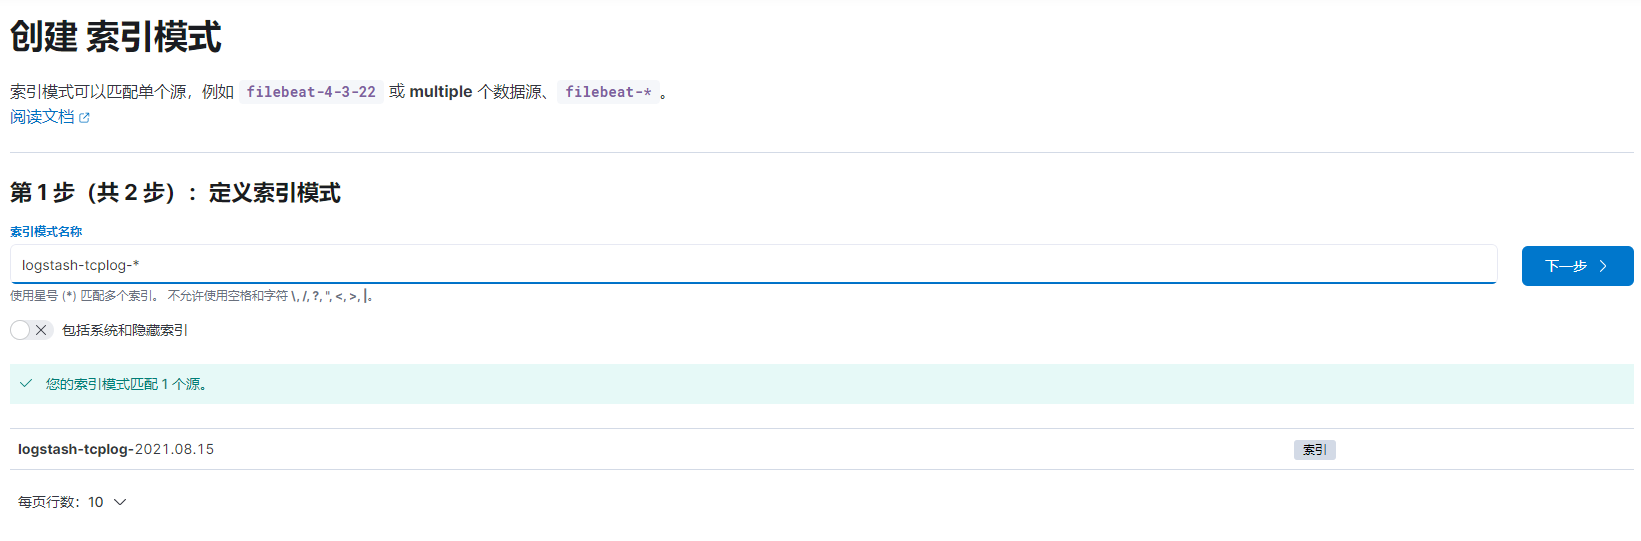 创建 索引模式
索引模式可以匹配单个源，例如 filebeat-4-3-22 或 multiple 个数据源、 filebeat-* 。
阅读文档
第 1 步（共 2 步）：定义索引模式
索引模式名称
logstash-tcplog-*
下一步
使用星号 (*) 匹配多个索引。 不允许使用空格和字符 \, /, ?, ", <, >, |。
包括系统和隐藏索引
您的索引模式匹配 1 个源。
logstash-tcplog-2021.08.15 索引
每页行数：10